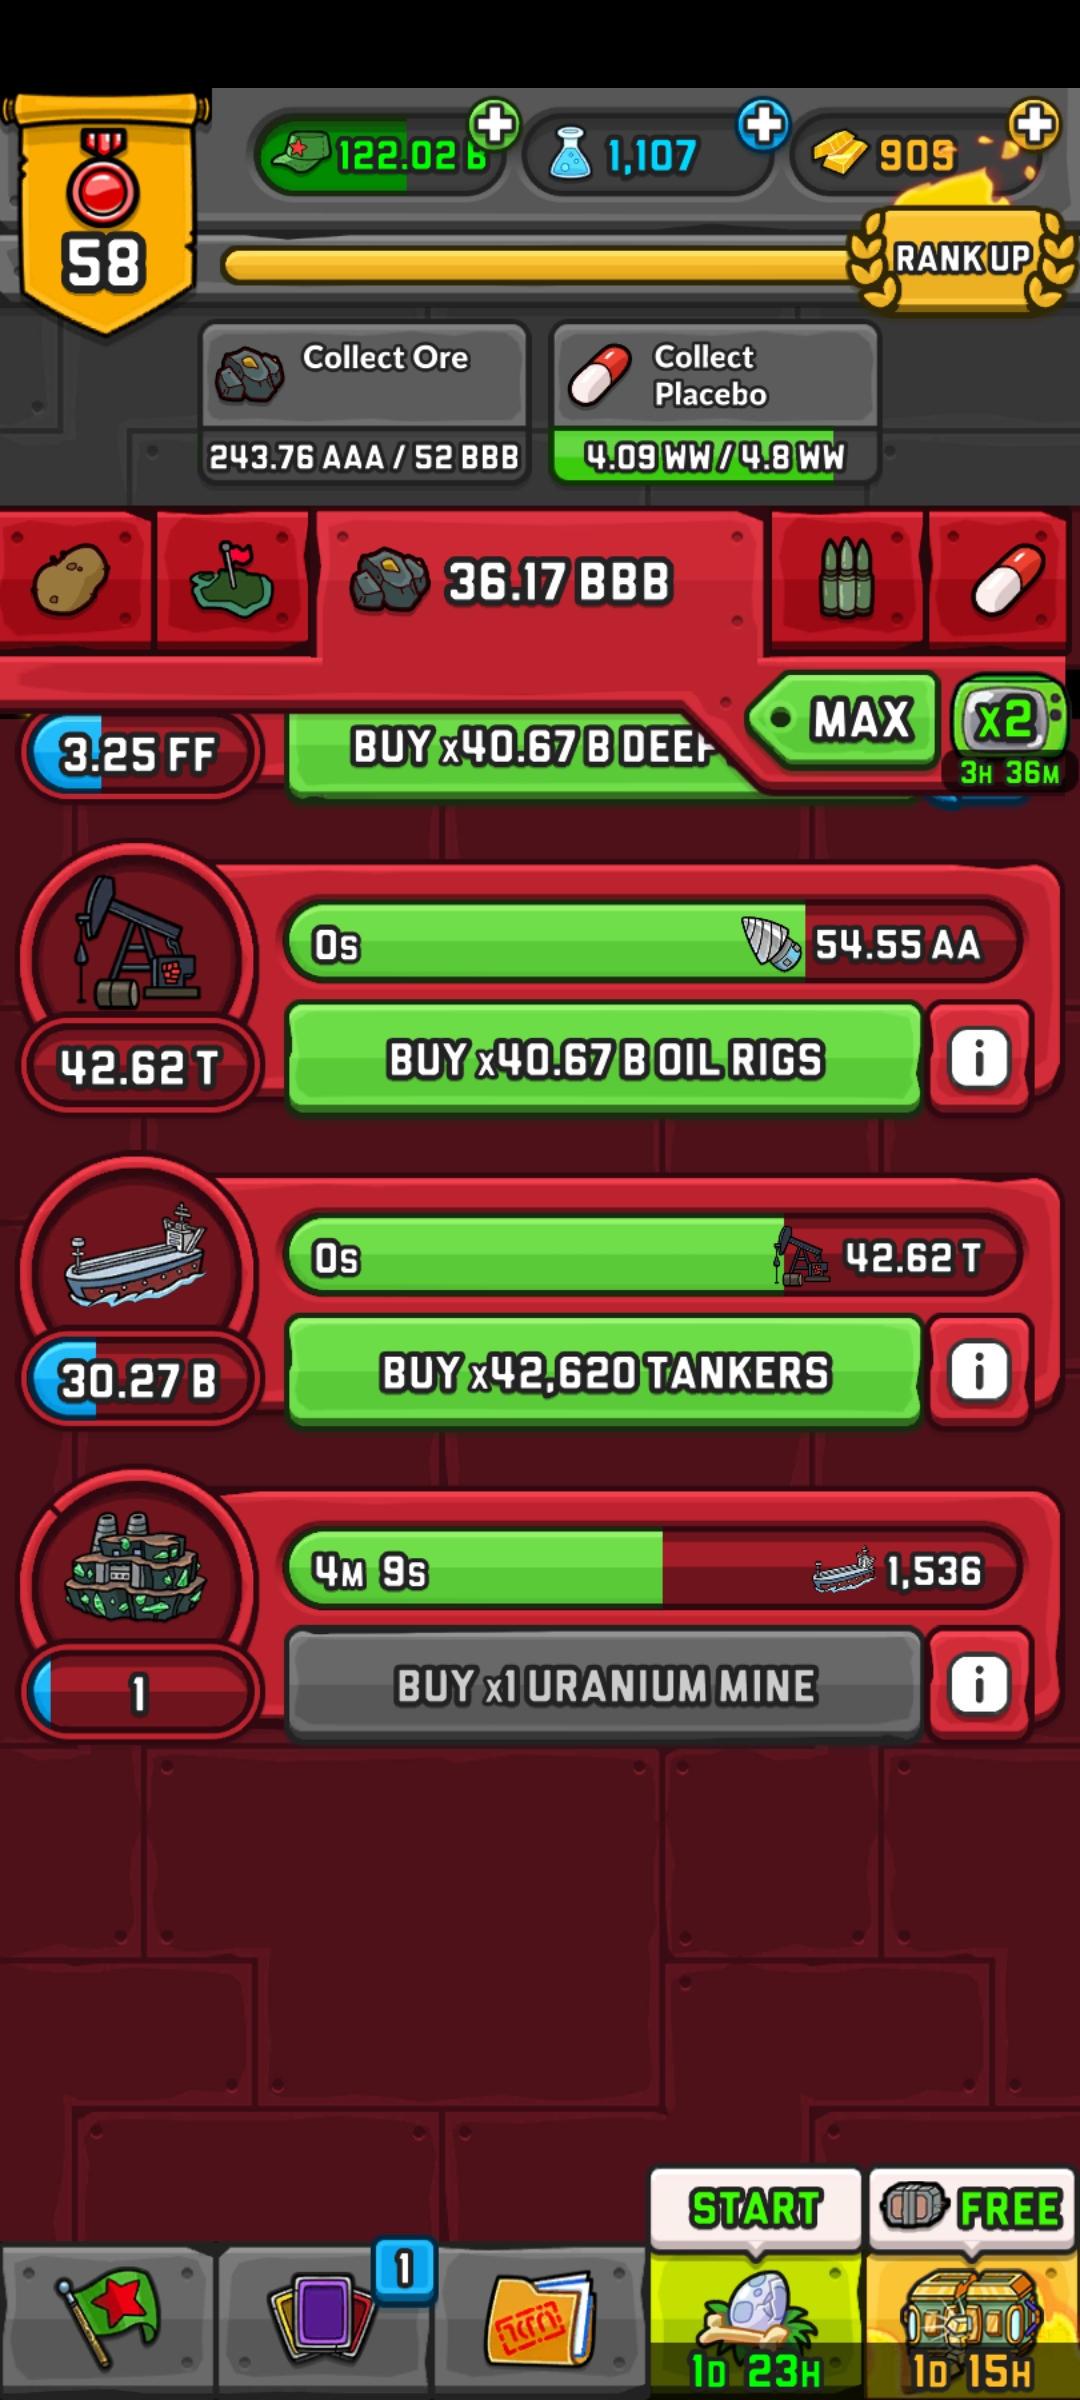 122.02 B
1,107
909
58
RANK UP
Collect Ore
243.76 AAA / 52 BBB
Collect
Placebo
4.09 WW / 4.8 WW
36.17 BBB
MAX
x2
3H 36M
3.25 FF
BUY x40.67 B DEEP
0s
54.55 AA
42.62 T
BUY x40.67 B OIL RIGS
i
0s
42.62 T
30.27 B
BUY x42,620 TANKERS
i
4M 9s
1,536
1
BUY x1 URANIUM MINE
i
START
FREE
1
1D 23H
1D 15H